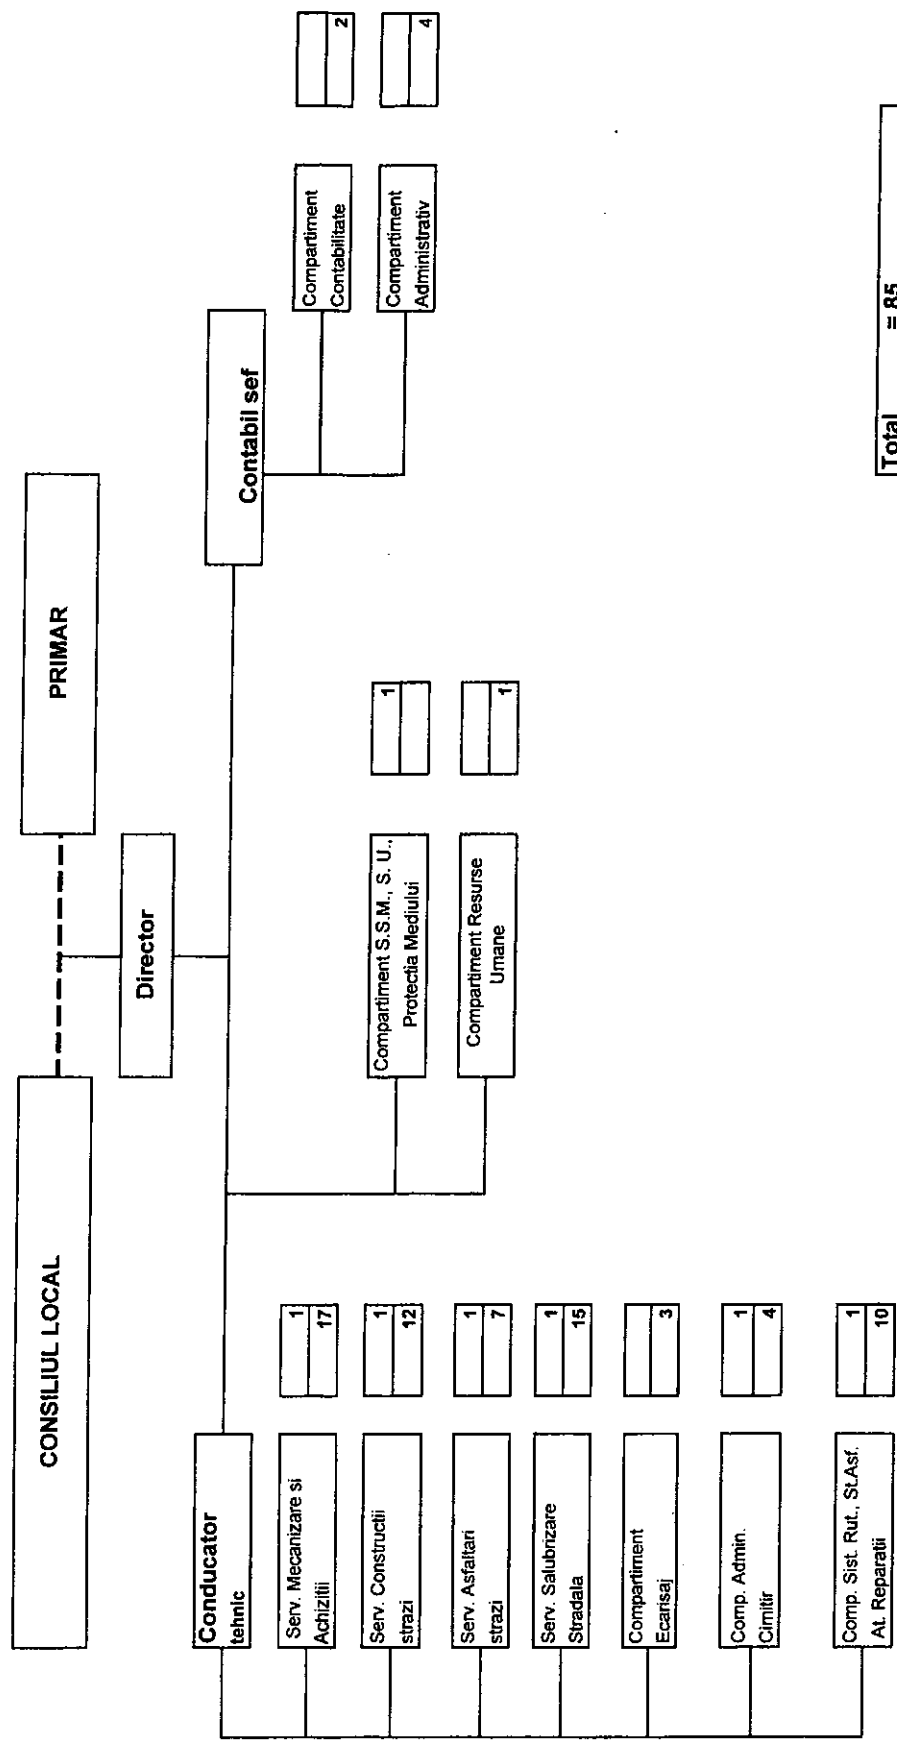 CONSILIUL LOCAL
PRIMAR
Director
Conducator
tehnic
Contabil sef
Serv. Mecanizare si
Achizitii
1
17
Serv. Constructii
strazi
1
12
Serv. Asfaltari
strazi
1
7
Serv. Salubrizare
Stradala
1
15
Compartiment
Ecarisaj
3
Comp. Admin.
Cimitir
1
4
Comp. Sist. Rut., St.Asf.
At. Reparatii
1
10
Compartiment S.S.M., S. U.,
Protectia Mediului
1
Compartiment Resurse
Umane
1
Compartiment
Contabilitate
2
Compartiment
Administrativ
4
Total = 85